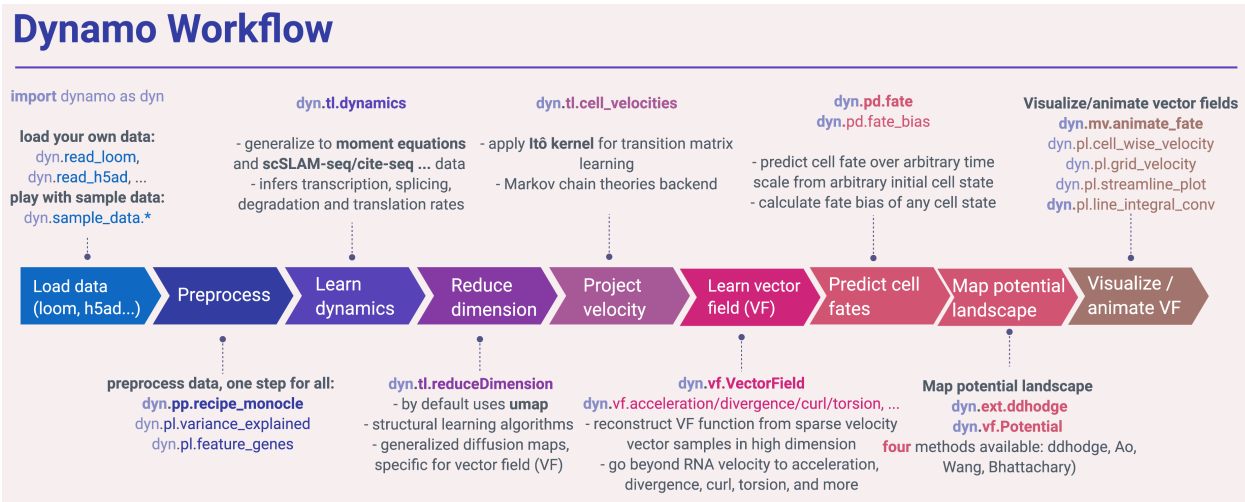 Dynamo Workflow
import dynamo as dyn
load your own data:
dyn.read_loom,
dyn.read_h5ad, ...
play with sample data:
dyn.sample_data.*
dyn.tl.dynamics
- generalize to moment equations
and scSLAM-seq/cite-seq ... data
- infers transcription, splicing,
degradation and translation rates
dyn.tl.cell_velocities
- apply Itô kernel for transition matrix
learning
- Markov chain theories backend
dyn.pd.fate
dyn.pd.fate_bias
- predict cell fate over arbitrary time
scale from arbitrary initial cell state
- calculate fate bias of any cell state
Visualize/animate vector fields
dyn.mv.animate_fate
dyn.pl.cell_wise_velocity
dyn.pl.grid_velocity
dyn.pl.streamline_plot
dyn.pl.line_integral_conv
Load data
(loom, h5ad...)
Preprocess
Learn
dynamics
Reduce
dimension
Project
velocity
Learn vector
field (VF)
Predict cell
fates
Map potential
landscape
Visualize /
animate VF
preprocess data, one step for all:
dyn.pp.recipe_monocle
dyn.pl.variance_explained
dyn.pl.feature_genes
dyn.tl.reduceDimension
- by default uses umap
- structural learning algorithms
- generalized diffusion maps,
specific for vector field (VF)
dyn.vf.VectorField
dyn.vf.acceleration/divergence/curl/torsion, ...
- reconstruct VF function from sparse velocity
vector samples in high dimension
- go beyond RNA velocity to acceleration,
divergence, curl, torsion, and more
Map potential landscape
dyn.ext.ddhodge
dyn.vf.Potential
four methods available: ddhodge, Ao,
Wang, Bhattachary)